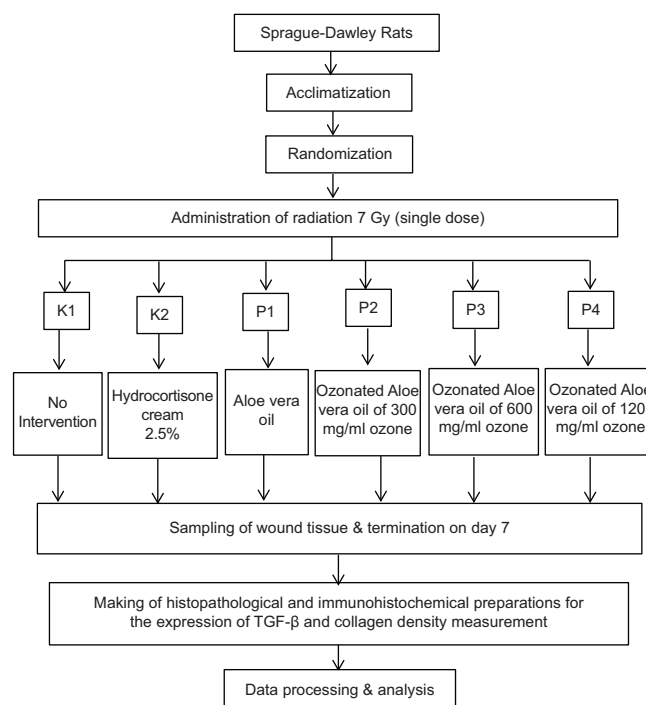 Sprague-Dawley Rats
Acclimatization
Randomization
Administration of radiation 7 Gy (single dose)
K1
K2
P1
P2
P3
P4
No
Intervention
Hydrocortisone
cream
2.5%
Aloe vera
oil
Ozonated Aloe
vera oil of 300
mg/ml ozone
Ozonated Aloe
vera oil of 600
mg/ml ozone
Ozonated Aloe
vera oil of 120
mg/ml ozone
Sampling of wound tissue & termination on day 7
Making of histopathological and immunohistochemical preparations for
the expression of TGF-β and collagen density measurement
Data processing & analysis